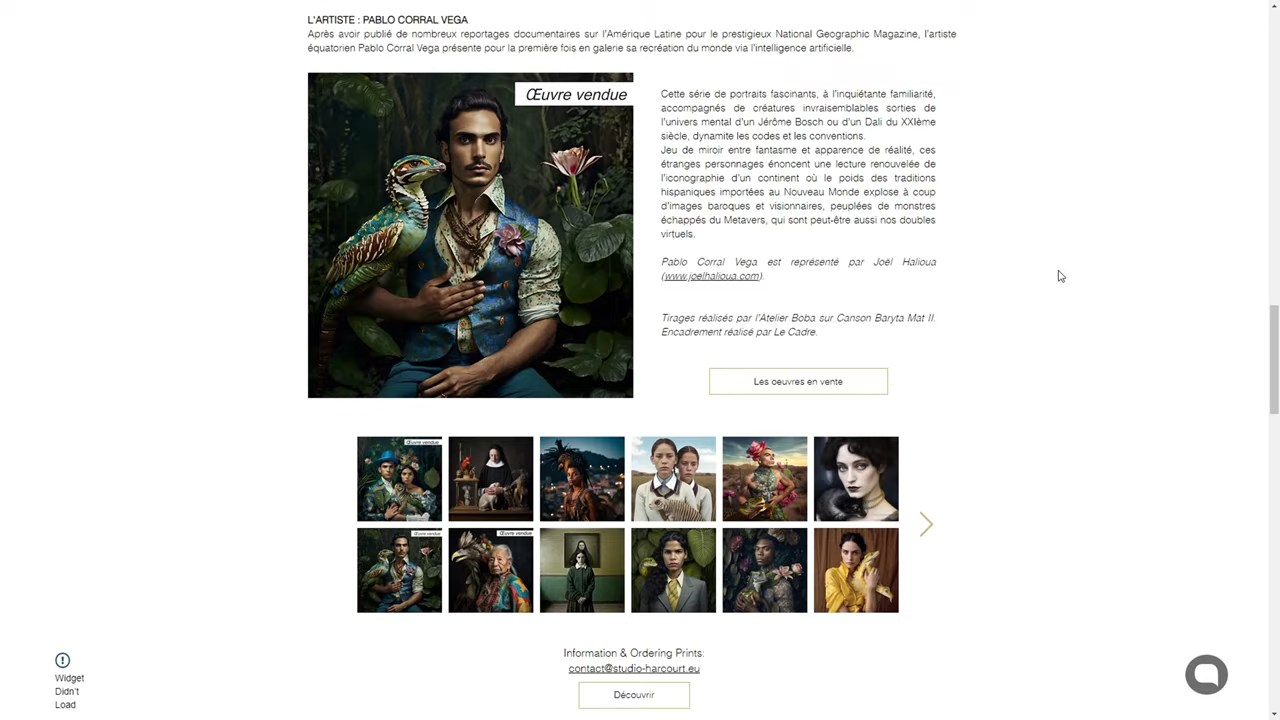 L'ARTISTE : PABLO CORRAL VEGA
Après avoir publié de nombreux reportages documentaires sur l'Amérique Latine pour le prestigieux National Geographic Magazine, l'artiste
équatorien Pablo Corral Vega présente pour la première fois en galerie sa recréation du monde via l'intelligence artificielle.
Œuvre vendue
Cette série de portraits fascinants, à l'inquiétante familiarité,
accompagnés de créatures invraisemblables sorties de
l'univers mental d'un Jérôme Bosch ou d'un Dali du XXIème
siècle, dynamite les codes et les conventions.
Jeu de miroir entre fantasme et apparence de réalité, ces
étranges personnages énoncent une lecture renouvelée de
l'iconographie d'un continent où le poids des traditions
hispaniques importées au Nouveau Monde explose à coup
d'images baroques et visionnaires, peuplées de monstres
échappés du Metavers, qui sont peut-être aussi nos doubles
virtuels.
Pablo Corral Vega est représenté par Joël Halioua
(www.joelhalioua.com).
Tirages réalisés par l'Atelier Boba sur Canson Baryta Mat II.
Encadrement réalisé par Le Cadre.
Les oeuvres en vente
Œuvre vendue
Œuvre vendue
Œuvre vendue
Information & Ordering Prints:
contact@studio-harcourt.eu
Découvrir
Widget
Didn't
Load